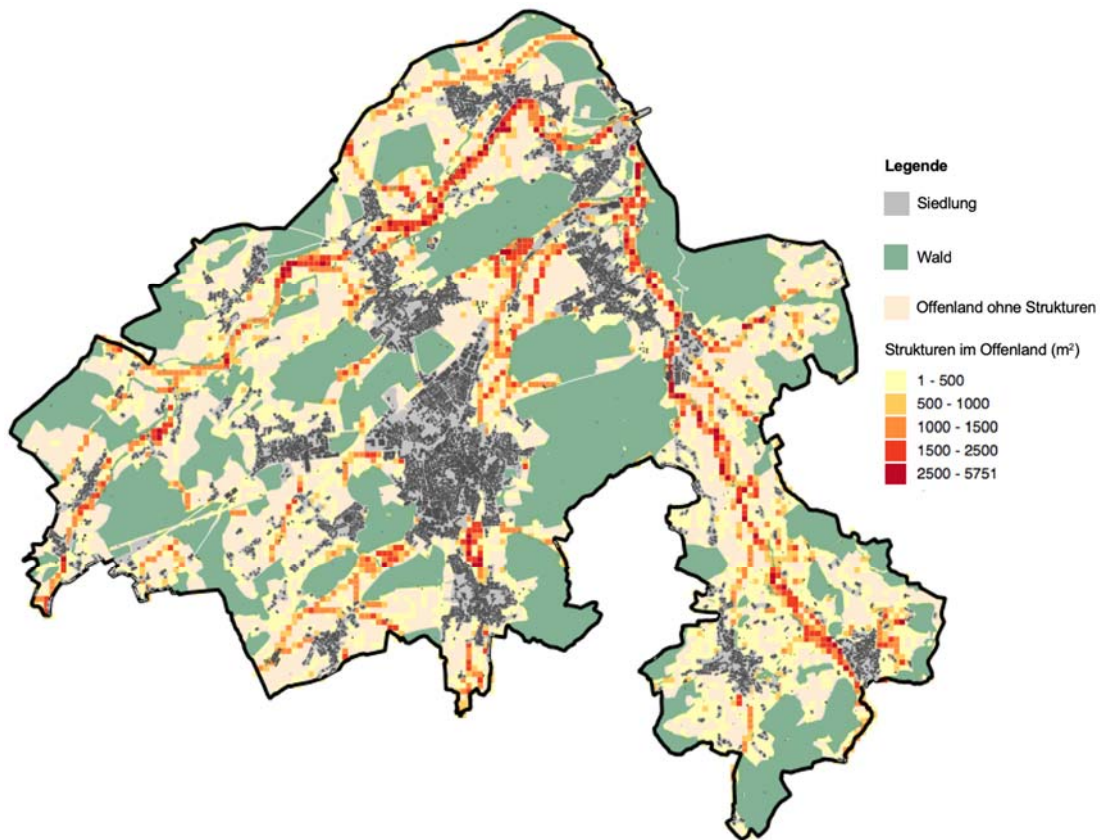 Legende
Siedlung
Wald
Offenland ohne Strukturen
Strukturen im Offenland (m²)
1 - 500
500 - 1000
1000 - 1500
1500 - 2500
2500 - 5751